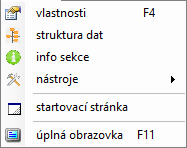 vlastnosti F4
struktura dat
info sekce
nástroje
startovací stránka
úplná obrazovka F11